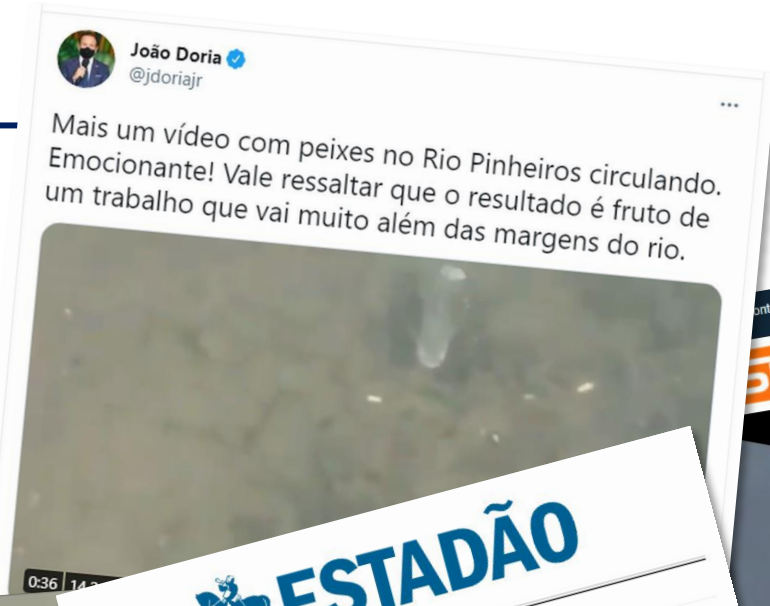 João Doria
@jdoriajr
Mais um vídeo com peixes no Rio Pinheiros circulando.
Emocionante! Vale ressaltar que o resultado é fruto de
um trabalho que vai muito além das margens do rio.
0:36
ESTADÃO